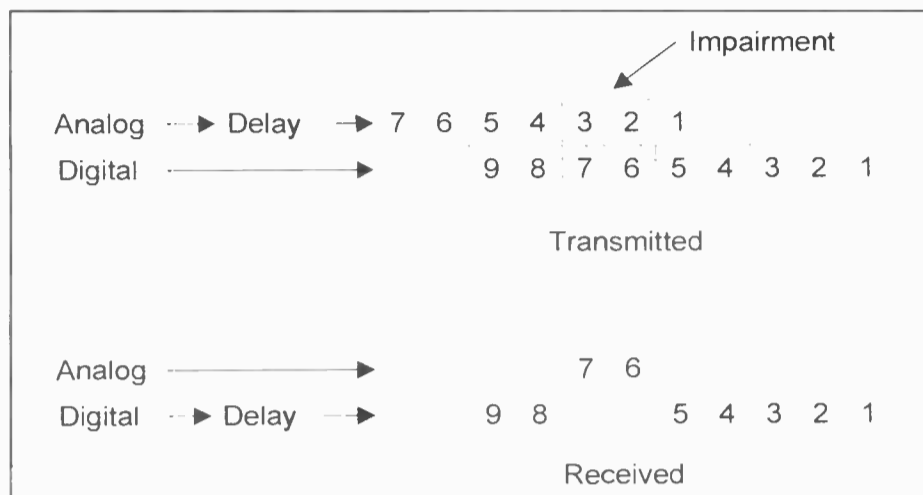 Impairment
Analog Delay 7 6 5 4 3 2 1
Digital 9 8 7 6 5 4 3 2 1
Transmitted
Analog 7 6
Digital Delay 9 8 5 4 3 2 1
Received